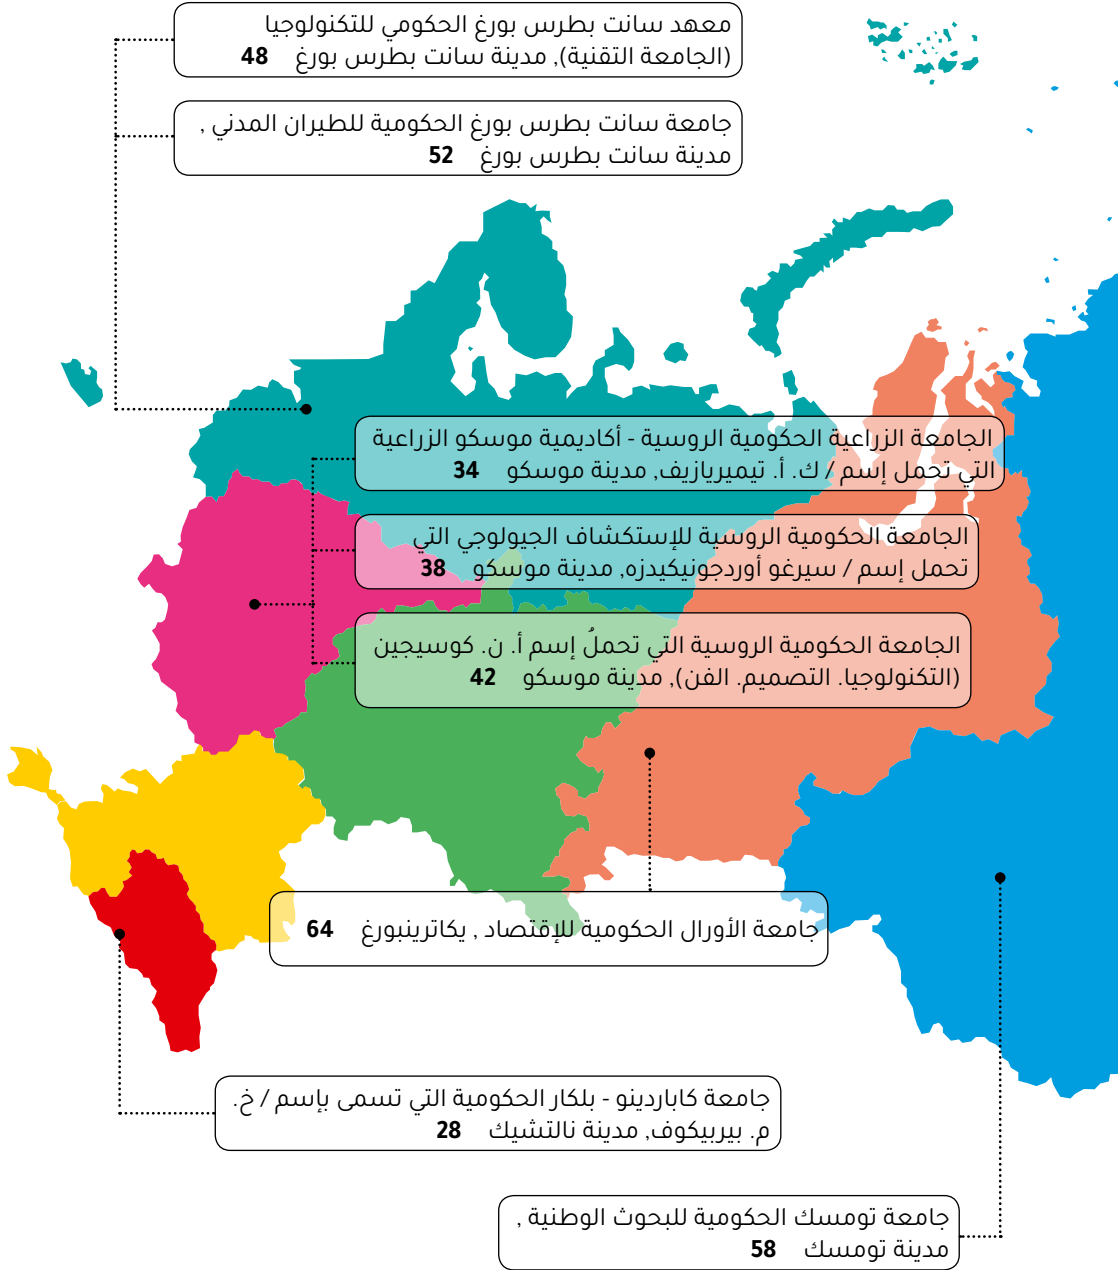 معهد سانت بطرس بورغ الحكومي للتكنولوجيا
(الجامعة التقنية), مدينة سانت بطرس بورغ 48
جامعة سانت بطرس بورغ الحكومية للطيران المدني ,
مدينة سانت بطرس بورغ 52
الجامعة الزراعية الحكومية الروسية - أكاديمية موسكو الزراعية
التي تحمل إسم / ك. أ. تيميريازيف, مدينة موسكو 34
الجامعة الحكومية الروسية للإستكشاف الجيولوجي التي
تحمل إسم / سيرغو أوردجونيكيدزه, مدينة موسكو 38
الجامعة الحكومية الروسية التي تحملُ إسم أ. ن. كوسيجين
(التكنولوجيا. التصميم. الفن), مدينة موسكو 42
جامعة الأورال الحكومية للإقتصاد , يكاترينبورغ 64
جامعة كاباردينو - بلكار الحكومية التي تسمى بإسم / خ.
م. بيربيكوف, مدينة نالتشيك 28
جامعة تومسك الحكومية للبحوث الوطنية ,
مدينة تومسك 58